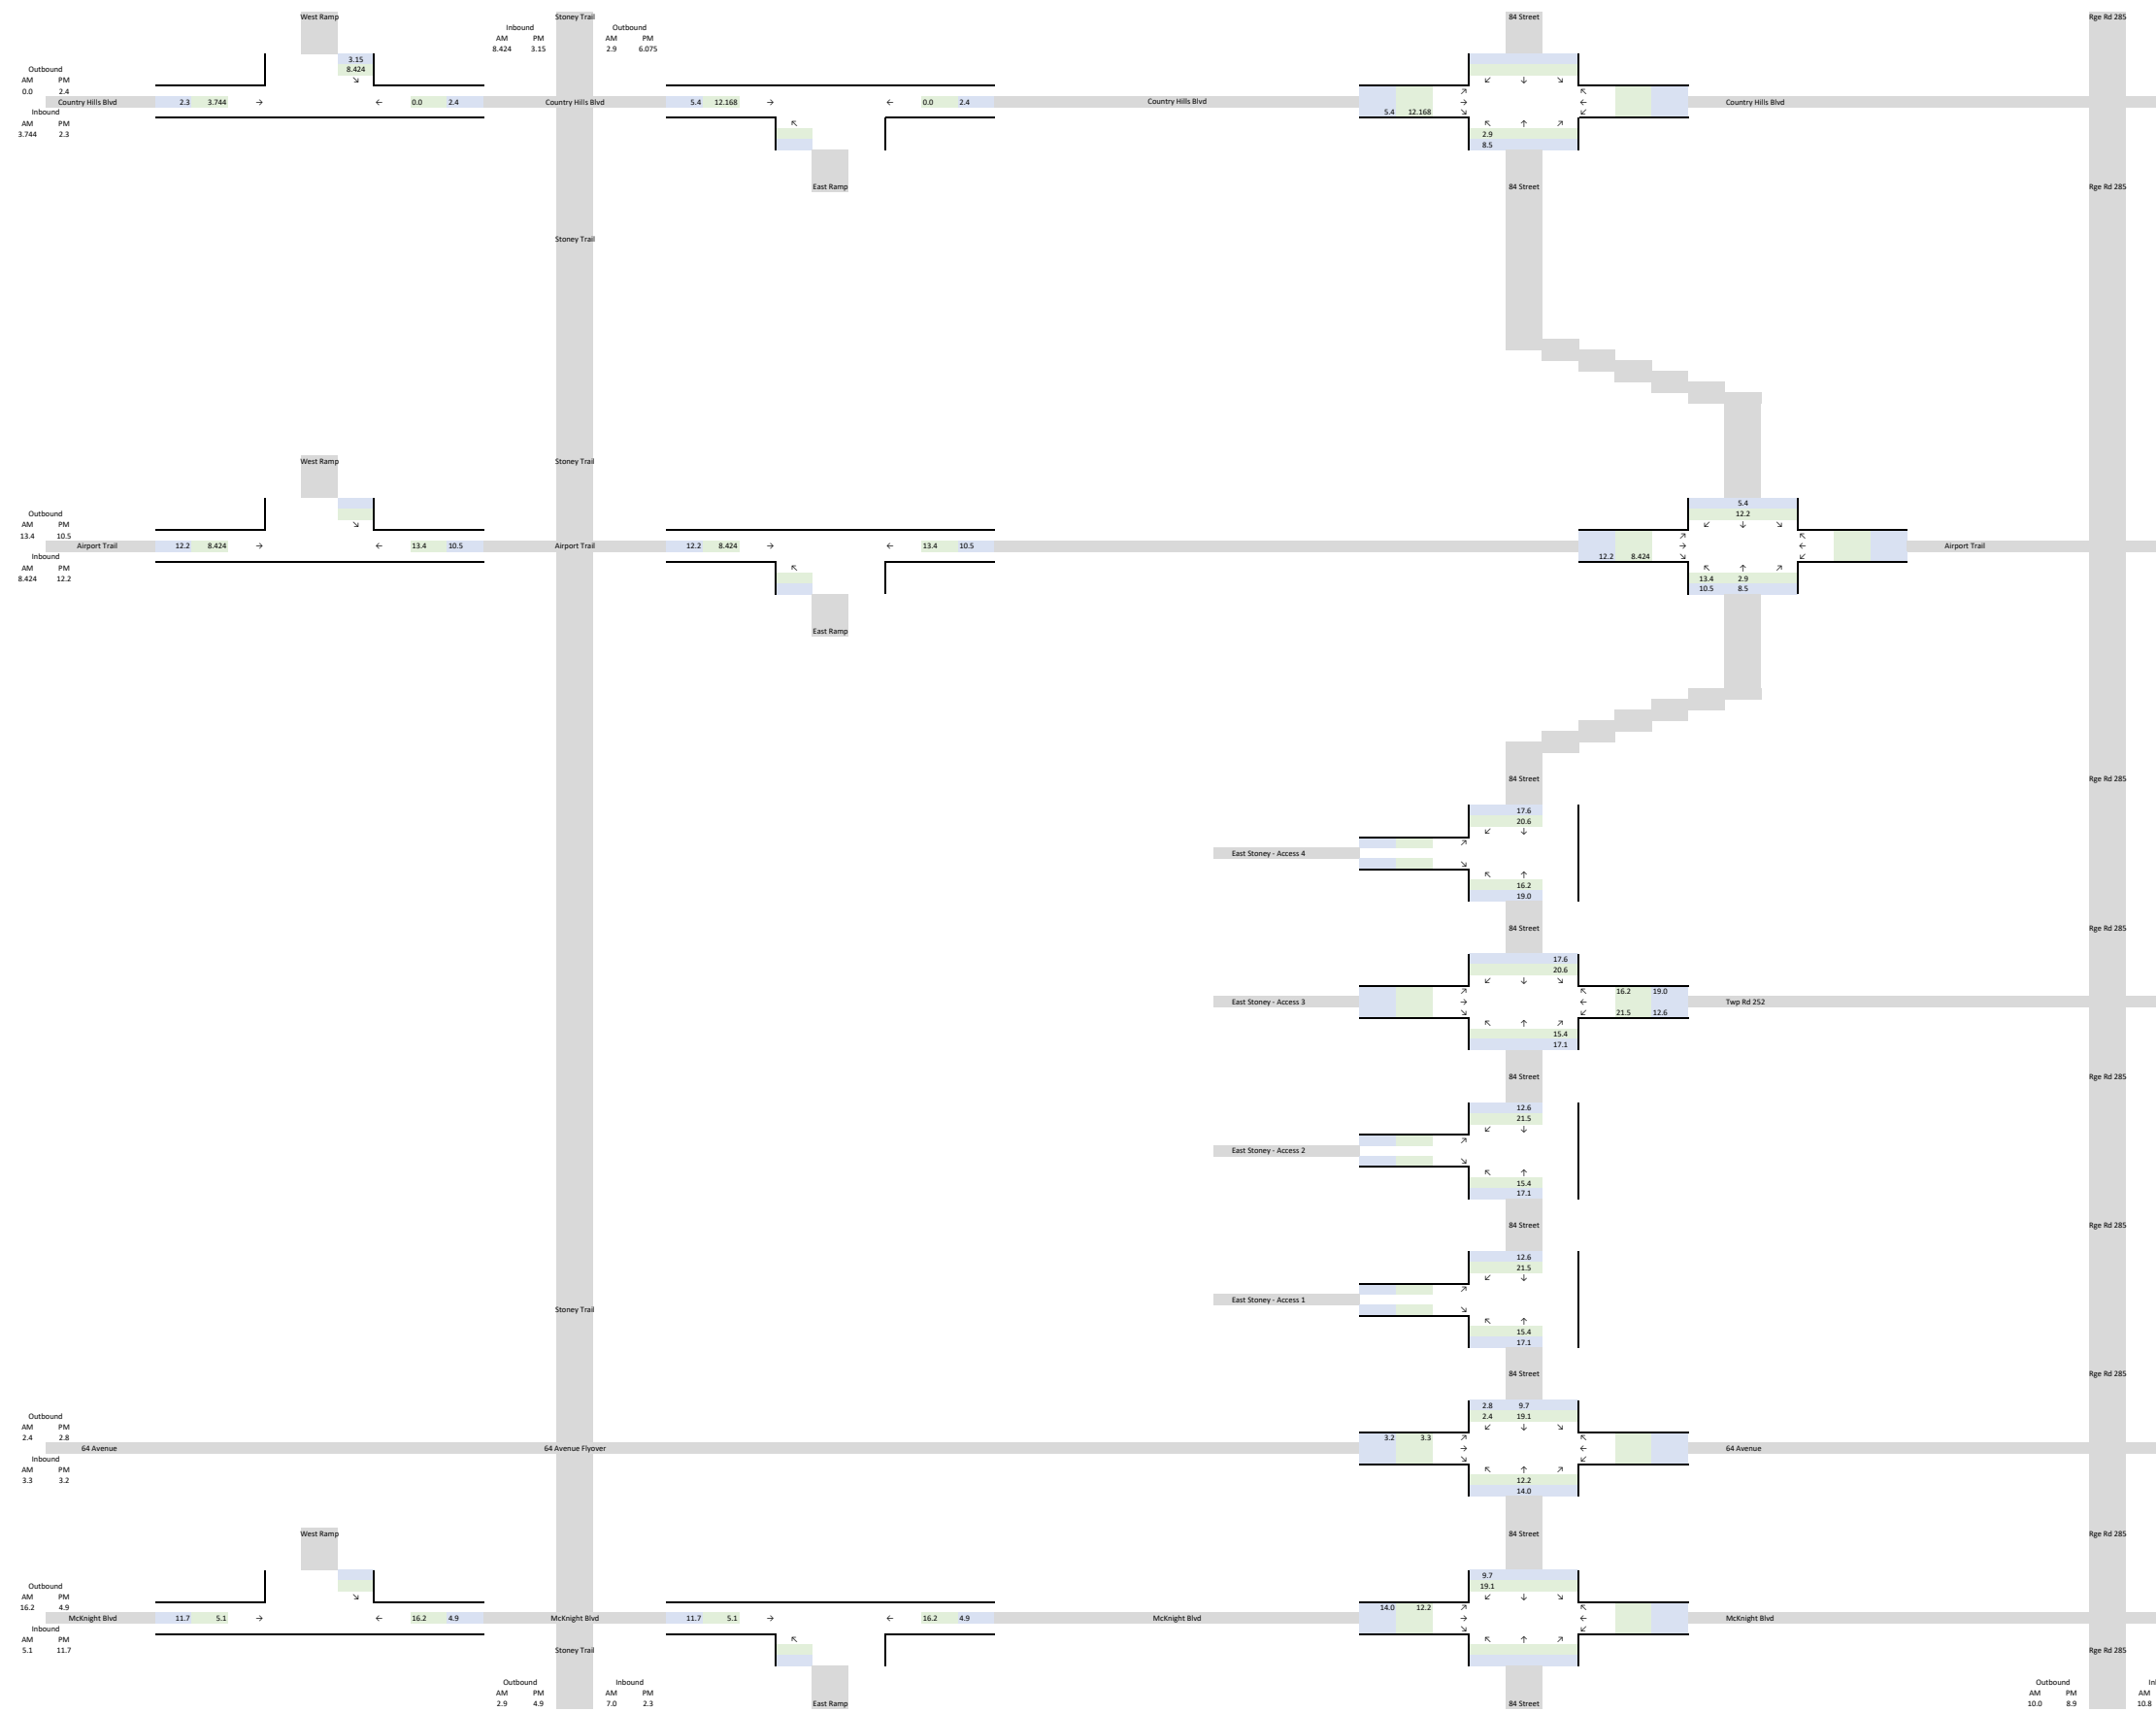 West Ramp Stoney Trail 84 Street Rge Rd 285
Inbound Outbound
AM PM AM PM
8.424 3.15 2.9 6.075
3.15
Outbound 8.424
AM PM ↘ ↙ ↓ ↘
0.0 2.4 ↗ ↖
Country Hills Blvd 2.3 3.744 → ← 0.0 2.4 Country Hills Blvd 5.4 12.168 → ← 0.0 2.4 Country Hills Blvd → ← Country Hills Blvd
Inbound 5.4 12.168 ↘ ↙
AM PM ↖ ↖ ↑ ↗
3.744 2.3 2.9
8.5
East Ramp 84 Street Rge Rd 285
Stoney Trail
West Ramp Stoney Trail
5.4
Outbound 12.2
AM PM ↘ ↙ ↓ ↘
13.4 10.5 ↗ ↖
Airport Trail 12.2 8.424 → ← 13.4 10.5 Airport Trail 12.2 8.424 → ← 13.4 10.5 → ← Airport Trail
Inbound 12.2 8.424 ↘ ↙
AM PM ↖ ↖ ↑ ↗
8.424 12.2 13.4 2.9
10.5 8.5
East Ramp
84 Street Rge Rd 285
17.6
20.6
↙ ↓
↗
East Stoney - Access 4
↘
↖ ↑
16.2
19.0
84 Street Rge Rd 285
17.6
20.6
↙ ↓ ↘
↗ ↖ 16.2 19.0
East Stoney - Access 3 → ← Twp Rd 252
↘ ↙ 21.5 12.6
↖ ↑ ↗
15.4
17.1
84 Street Rge Rd 285
12.6
21.5
↙ ↓
↗
East Stoney - Access 2
↘
↖ ↑
15.4
17.1
84 Street Rge Rd 285
12.6
21.5
↙ ↓
↗
East Stoney - Access 1
Stoney Trail ↘
↖ ↑
15.4
17.1
84 Street Rge Rd 285
2.8 9.7
Outbound 2.4 19.1
AM PM ↙ ↓ ↘
2.4 2.8 3.2 3.3 ↗ ↖
64 Avenue 64 Avenue Flyover → ← 64 Avenue
Inbound ↘ ↙
AM PM ↖ ↑ ↗
3.3 3.2 12.2
14.0
West Ramp 84 Street Rge Rd 285
9.7
Outbound 19.1
AM PM ↘ ↙ ↓ ↘
16.2 4.9 14.0 12.2 ↗ ↖
McKnight Blvd 11.7 5.1 → ← 16.2 4.9 McKnight Blvd 11.7 5.1 → ← 16.2 4.9 McKnight Blvd → ← McKnight Blvd
Inbound ↘ ↙
AM PM ↖ ↖ ↑ ↗
5.1 11.7 Stoney Trail Rge Rd 285
Outbound Inbound Outbound
AM PM AM PM AM PM AM
2.9 4.9 7.0 2.3 East Ramp 84 Street 10.0 8.9 10.8